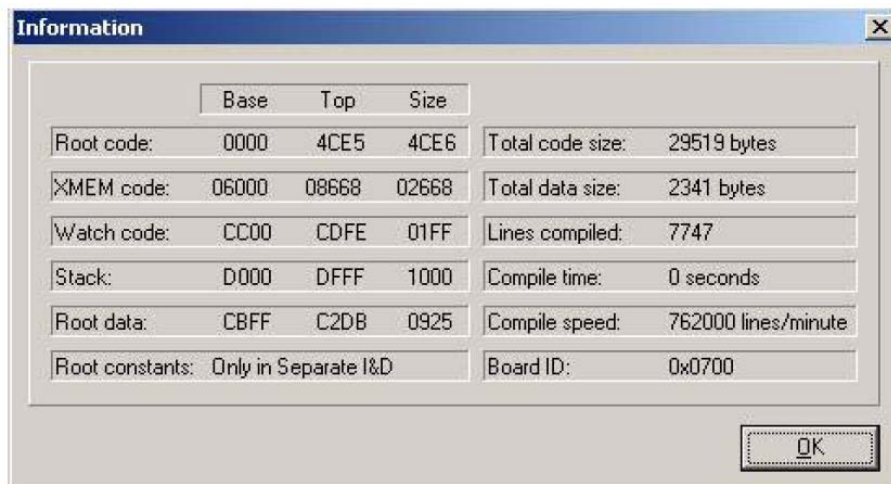 Information
Base Top Size
Root code: 0000 4CE5 4CE6 Total code size: 29519 bytes
XMEM code: 06000 08668 02668 Total data size: 2341 bytes
Watch code: CC00 CDFE 01FF Lines compiled: 7747
Stack: D000 DFFF 1000 Compile time: 0 seconds
Root data: CBFF C2DB 0925 Compile speed: 762000 lines/minute
Root constants: Only in Separate I&D Board ID: 0x0700
OK